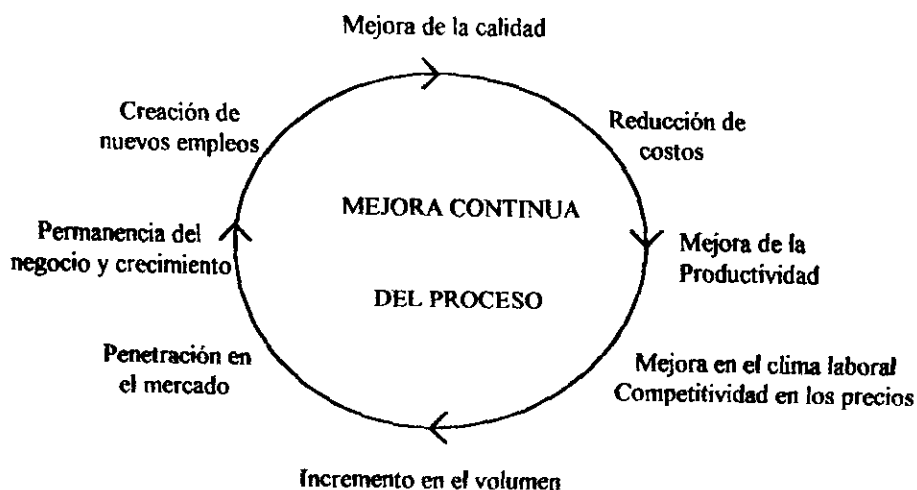 Mejora de la calidad
Reducción de
costos
Mejora de la
Productividad
Mejora en el clima laboral
Competitividad en los precios
Incremento en el volumen
Penetración en
el mercado
Permanencia del
negocio y crecimiento
Creación de
nuevos empleos
MEJORA CONTINUA
DEL PROCESO